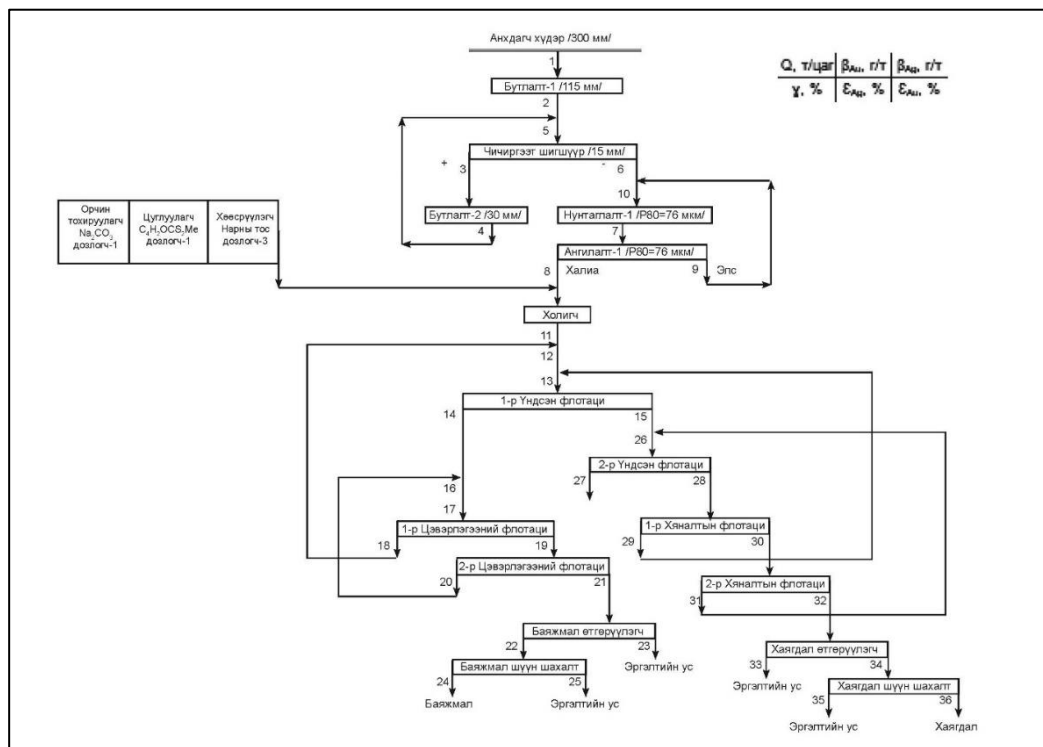 Анхдагч хүдэр /300 мм/
1
Q, т/цаг βAu, г/т βAg, г/т
γ, % εAg, % εAu, %
Бутлалт-1 /115 мм/
2
5
Чичиргээт шигшүүр /15 мм/
+ 3 - 6
10
Орчин тохируулагч Na2CO3 дозлогч-1
Цуглуулагч C4H9OCS2Me дозлогч-1
Хөөсрүүлэгч Нарны тос дозлогч-3
Бутлалт-2 /30 мм/ Нунтаглалт-1 /P80=76 мкм/
4 7
Ангилалт-1 /P80=76 мкм/
8 Халиа 9 Элс
Холигч
11
12
13
1-р Үндсэн флотаци
14 15
26
2-р Үндсэн флотаци
16 27 28
17
1-р Цэвэрлэгээний флотаци 1-р Хяналтын флотаци
18 19 29 30
2-р Цэвэрлэгээний флотаци 2-р Хяналтын флотаци
20 21 31 32
Баяжмал өтгөрүүлэгч Хаягдал өтгөрүүлэгч
22 23 33 34
Баяжмал шүүн шахалт Эргэлтийн ус Эргэлтийн ус Хаягдал шүүн шахалт
24 25 35 36
Баяжмал Эргэлтийн ус Эргэлтийн ус Хаягдал